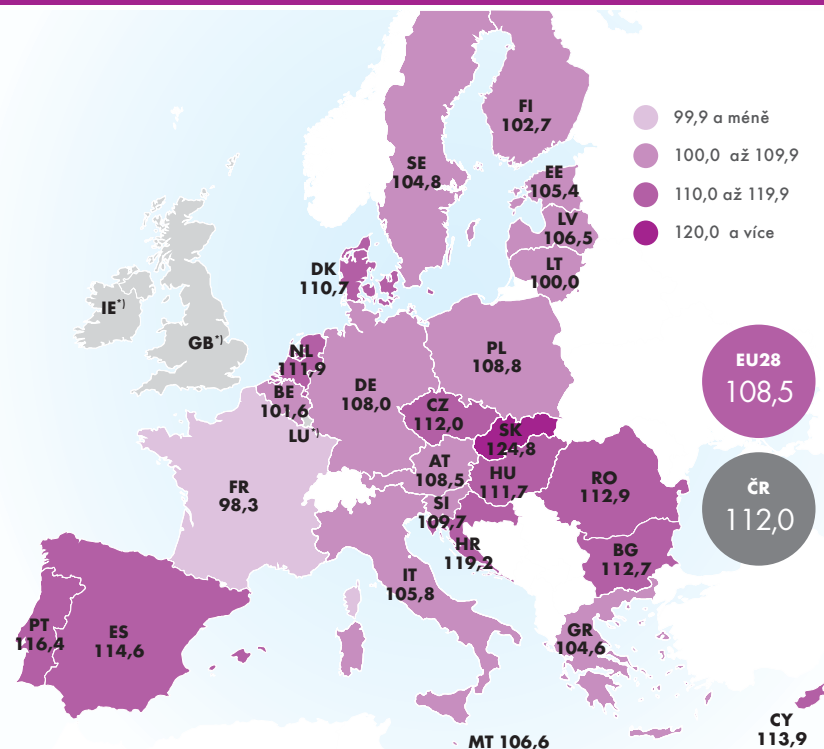 FI
102,7
99,9 a méně
100,0 až 109,9
110,0 až 119,9
120,0 a více
SE
104,8
EE
105,4
LV
106,5
LT
100,0
DK
110,7
IE*)
GB*)
NL
111,9
BE
101,6
LU*)
DE
108,0
PL
108,8
EU28
108,5
CZ
112,0
SK
124,8
AT
108,5
HU
111,7
RO
112,9
ČR
112,0
FR
98,3
SI
109,7
HR
119,2
BG
112,7
IT
105,8
PT
116,4
ES
114,6
GR
104,6
MT 106,6
CY
113,9